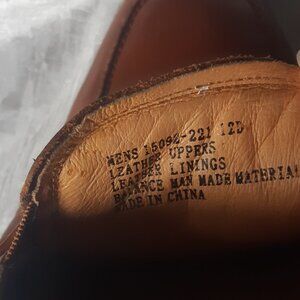 MENS 15092-221 12D
LEATHER UPPERS
LEATHER LININGS
BALANCE MAN MADE MATERIAL
MADE IN CHINA